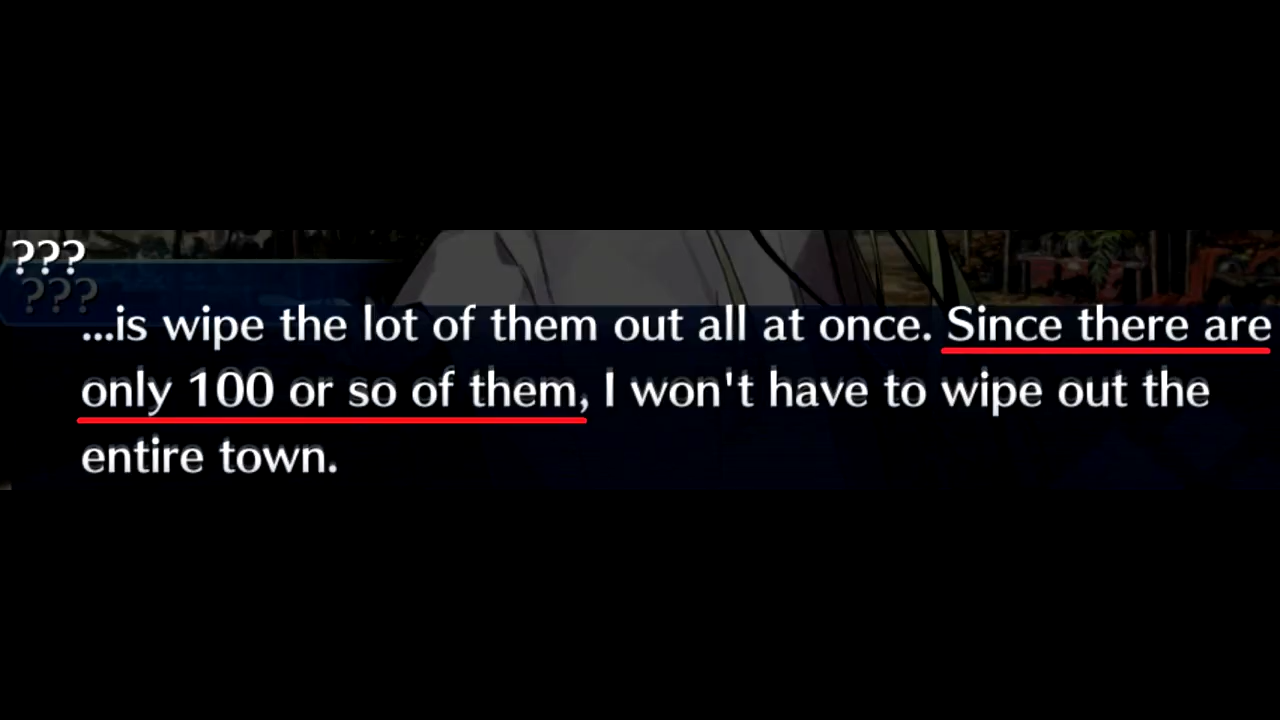 ???
???
...is wipe the lot of them out all at once. Since there are
only 100 or so of them, I won't have to wipe out the
entire town.